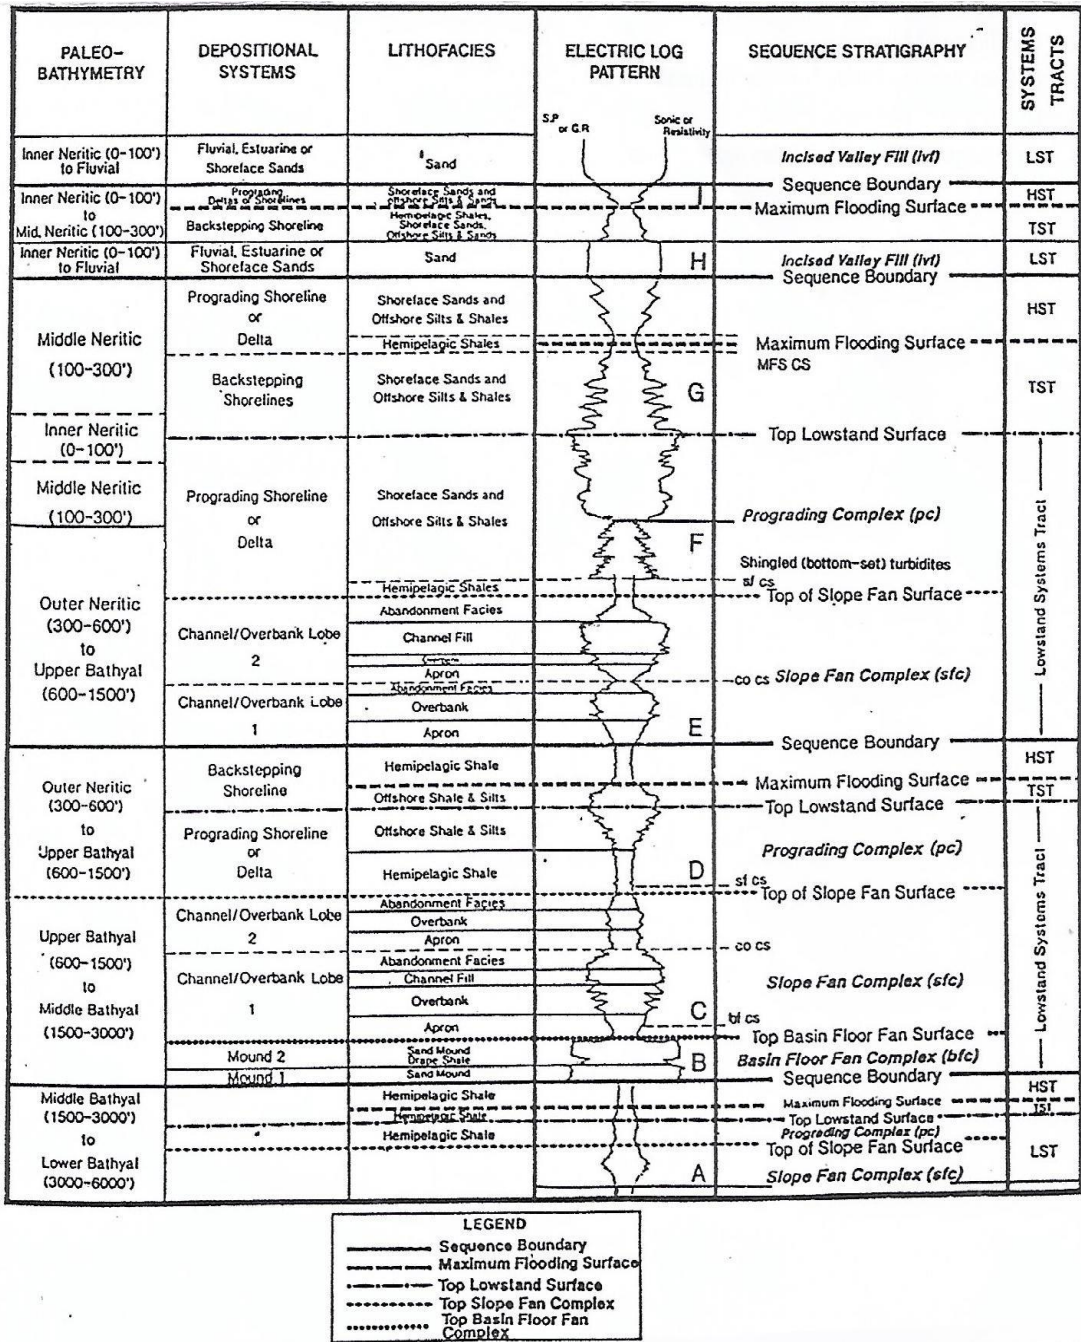 PALEO-
BATHYMETRY
DEPOSITIONAL
SYSTEMS
LITHOFACIES
ELECTRIC LOG
PATTERN
SEQUENCE STRATIGRAPHY
SYSTEMS
TRACTS
S.P.
or G.R
Sonic or
Resistivity
Inner Neritic (0-100')
to Fluvial
Fluvial, Estuarine or
Shoreface Sands
Sand
Incised Valley Fill (ivf)
LST
Sequence Boundary
Inner Neritic (0-100')
to
Mid. Neritic (100-300')
Prograding
Deltas or Shorelines
Shoreface Sands and
offshore Silts & Sands
I
HST
Maximum Flooding Surface
Backstepping Shoreline
Hemipelagic Shales,
Shoreface Sands,
Offshore Silts & Sands
TST
Inner Neritic (0-100')
to Fluvial
Fluvial, Estuarine or
Shoreface Sands
Sand
H
Incised Valley Fill (ivf)
LST
Sequence Boundary
Middle Neritic
(100-300')
Prograding Shoreline
or
Delta
Shoreface Sands and
Offshore Silts & Shales
HST
Hemipelagic Shales
Maximum Flooding Surface
MFS CS
Backstepping
Shorelines
Shoreface Sands and
Offshore Silts & Shales
G
TST
Inner Neritic
(0-100')
Top Lowstand Surface
Middle Neritic
(100-300')
Prograding Shoreline
or
Delta
Shoreface Sands and
Offshore Silts & Shales
Prograding Complex (pc)
F
Shingled (bottom-set) turbidites
sf cs
Hemipelagic Shales
Top of Slope Fan Surface
Lowstand Systems Tract
Outer Neritic
(300-600')
to
Upper Bathyal
(600-1500')
Channel/Overbank Lobe
2
Abandonment Facies
Channel Fill
Apron
co cs
Slope Fan Complex (sfc)
Channel/Overbank Lobe
1
Abandonment Facies
Overbank
Apron
E
Sequence Boundary
Outer Neritic
(300-600')
to
Upper Bathyal
(600-1500')
Backstepping
Shoreline
Hemipelagic Shale
HST
Maximum Flooding Surface
Offshore Shale & Silts
TST
Top Lowstand Surface
Prograding Shoreline
or
Delta
Offshore Shale & Silts
Prograding Complex (pc)
Hemipelagic Shale
D
sf cs
Top of Slope Fan Surface
Lowstand Systems Tract
Upper Bathyal
(600-1500')
to
Middle Bathyal
(1500-3000')
Channel/Overbank Lobe
2
Abandonment Facies
Overbank
Apron
co cs
Channel/Overbank Lobe
1
Abandonment Facies
Channel Fill
Overbank
Apron
Slope Fan Complex (sfc)
C
bf cs
Top Basin Floor Fan Surface
Mound 2
Sand Mound
Drape Shale
B
Basin Floor Fan Complex (bfc)
Mound 1
Sand Mound
Sequence Boundary
Middle Bathyal
(1500-3000')
to
Lower Bathyal
(3000-6000')
Hemipelagic Shale
HST
Maximum Flooding Surface
Hemipelagic Shale
TST
Top Lowstand Surface
Hemipelagic Shale
Prograding Complex (pc)
Top of Slope Fan Surface
LST
A
Slope Fan Complex (sfc)
LEGEND
Sequence Boundary
Maximum Flooding Surface
Top Lowstand Surface
Top Slope Fan Complex
Top Basin Floor Fan
Complex